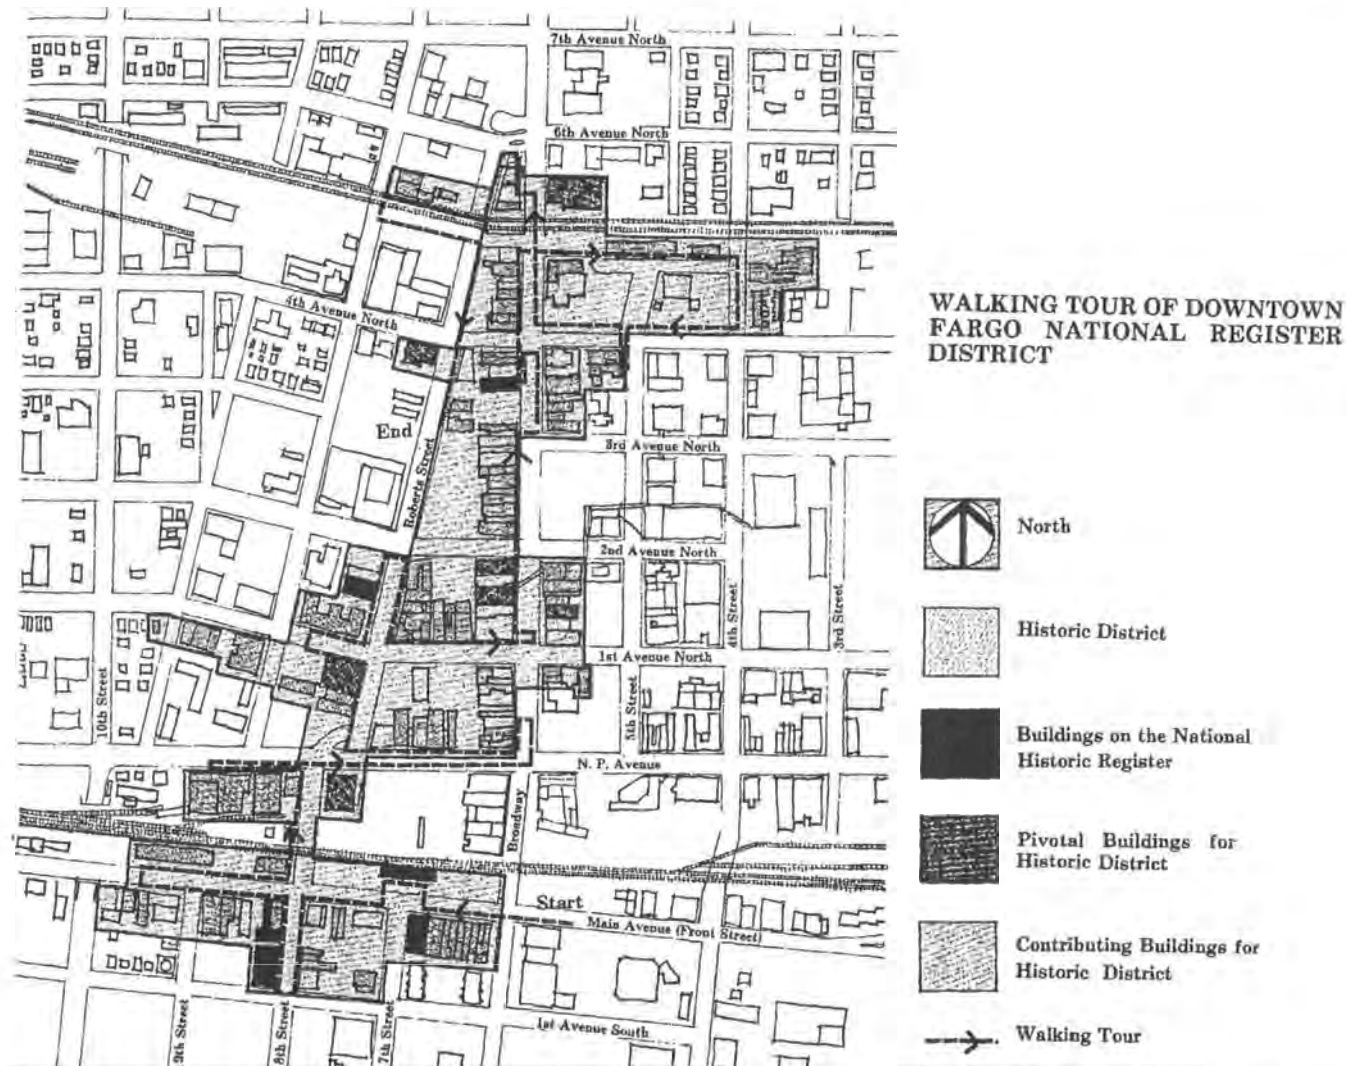 7th Avenue North
6th Avenue North
4th Avenue North
End
Roberts Street
3rd Avenue North
2nd Avenue North
4th Street
3rd Street
1st Avenue North
10th Street
5th Street
N. P. Avenue
Broadway
Start
Main Avenue (Front Street)
9th Street
8th Street
7th Street
1st Avenue South
WALKING TOUR OF DOWNTOWN
FARGO NATIONAL REGISTER
DISTRICT
North
Historic District
Buildings on the National
Historic Register
Pivotal Buildings for
Historic District
Contributing Buildings for
Historic District
Walking Tour